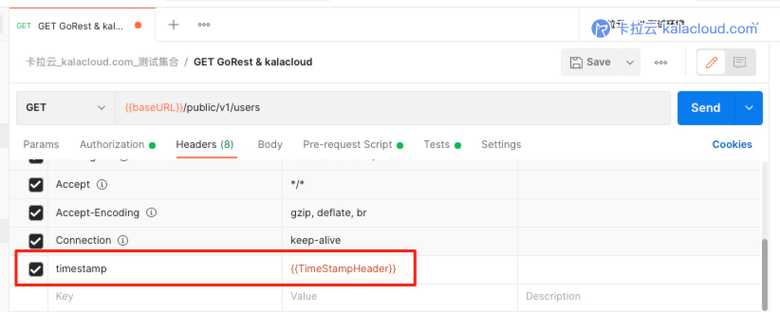 GET GET GoRest & kal...
卡拉云 kalacloud.com
卡拉云_kalacloud.com_测试集合 / GET GoRest & kalacloud
Save
GET {{baseURL}}/public/v1/users Send
Params Authorization Headers (8) Body Pre-request Script Tests Settings Cookies
Accept */*
Accept-Encoding gzip, deflate, br
Connection keep-alive
timestamp {{TimeStampHeader}}
Key Value Description